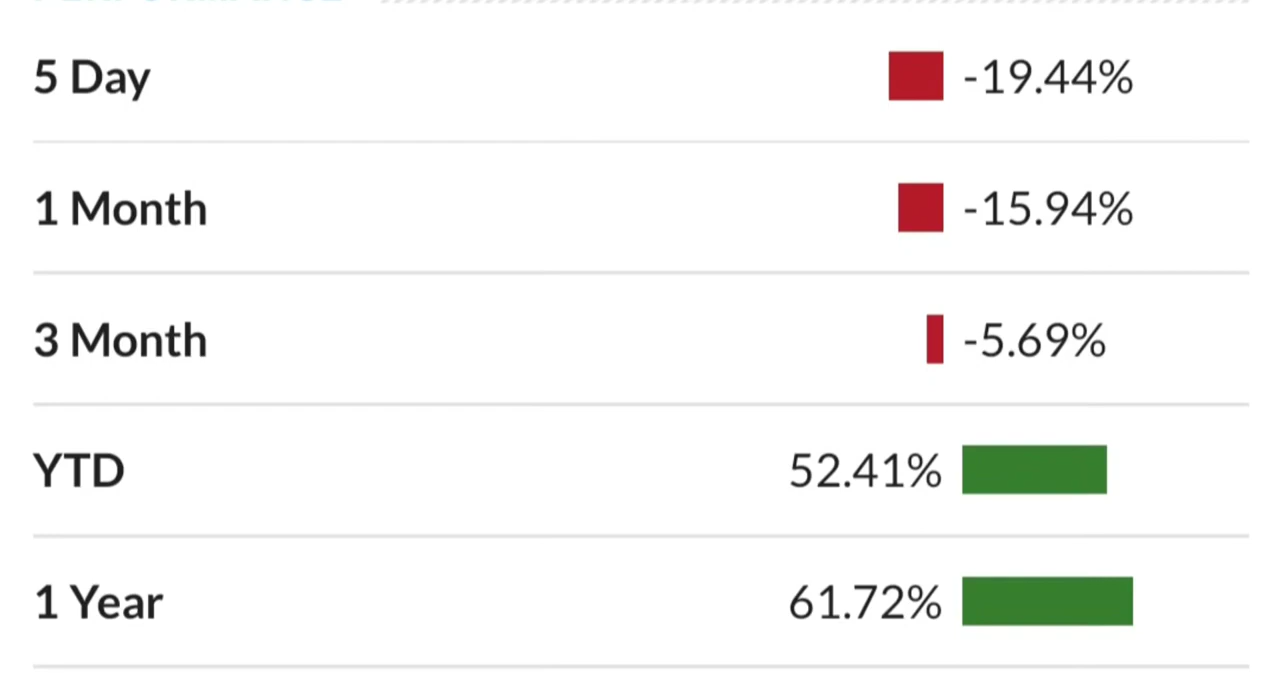 5 Day -19.44%
1 Month -15.94%
3 Month -5.69%
YTD 52.41%
1 Year 61.72%